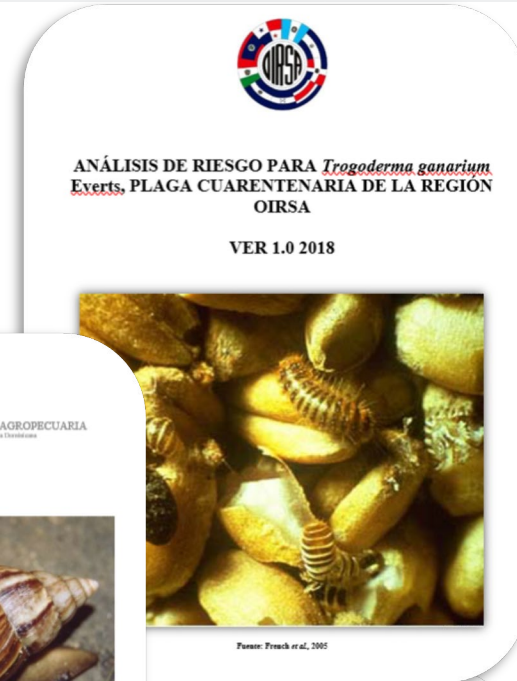 OIRSA
ANÁLISIS DE RIESGO PARA Trogoderma ganarium
Everts, PLAGA CUARENTENARIA DE LA REGIÓN
OIRSA
VER 1.0 2018
AGROPECUARIA
Fuente: French et al., 2005